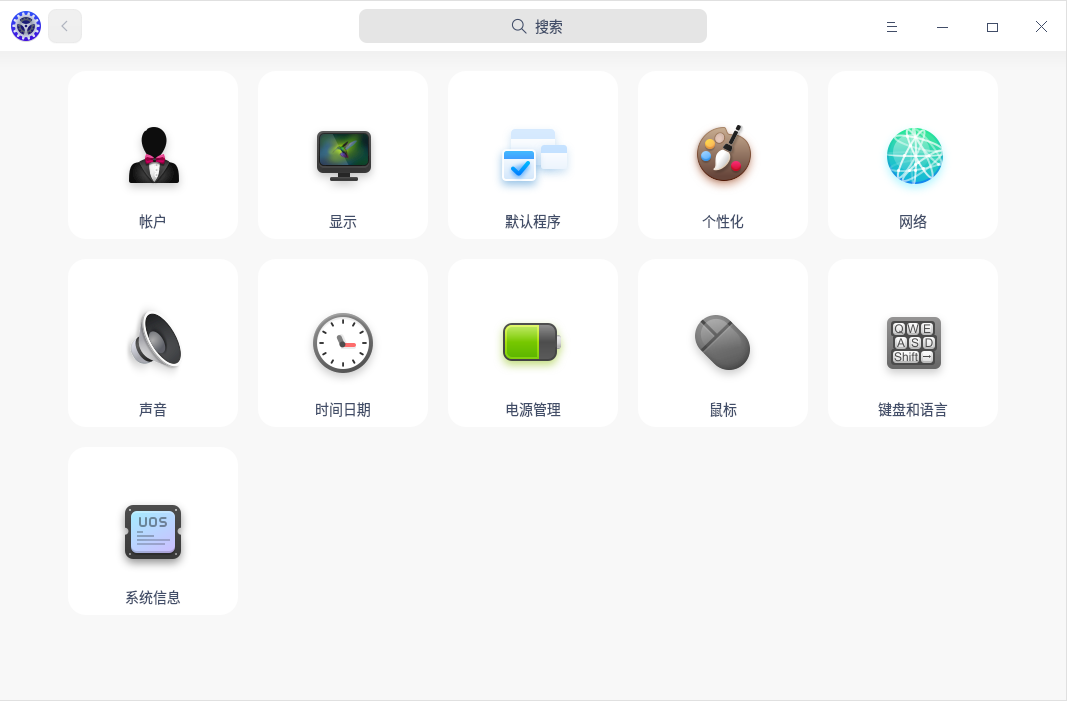 搜索
帐户
显示
默认程序
个性化
网络
Q W E
A S D
Shift →
声音
时间日期
电源管理
鼠标
键盘和语言
UOS
系统信息